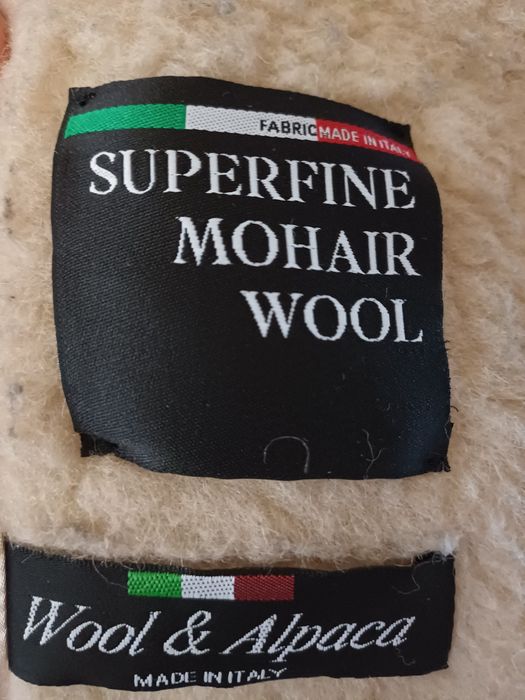 FABRIC MADE IN ITALY
SUPERFINE
MOHAIR
WOOL
Wool & Alpaca
MADE IN ITALY